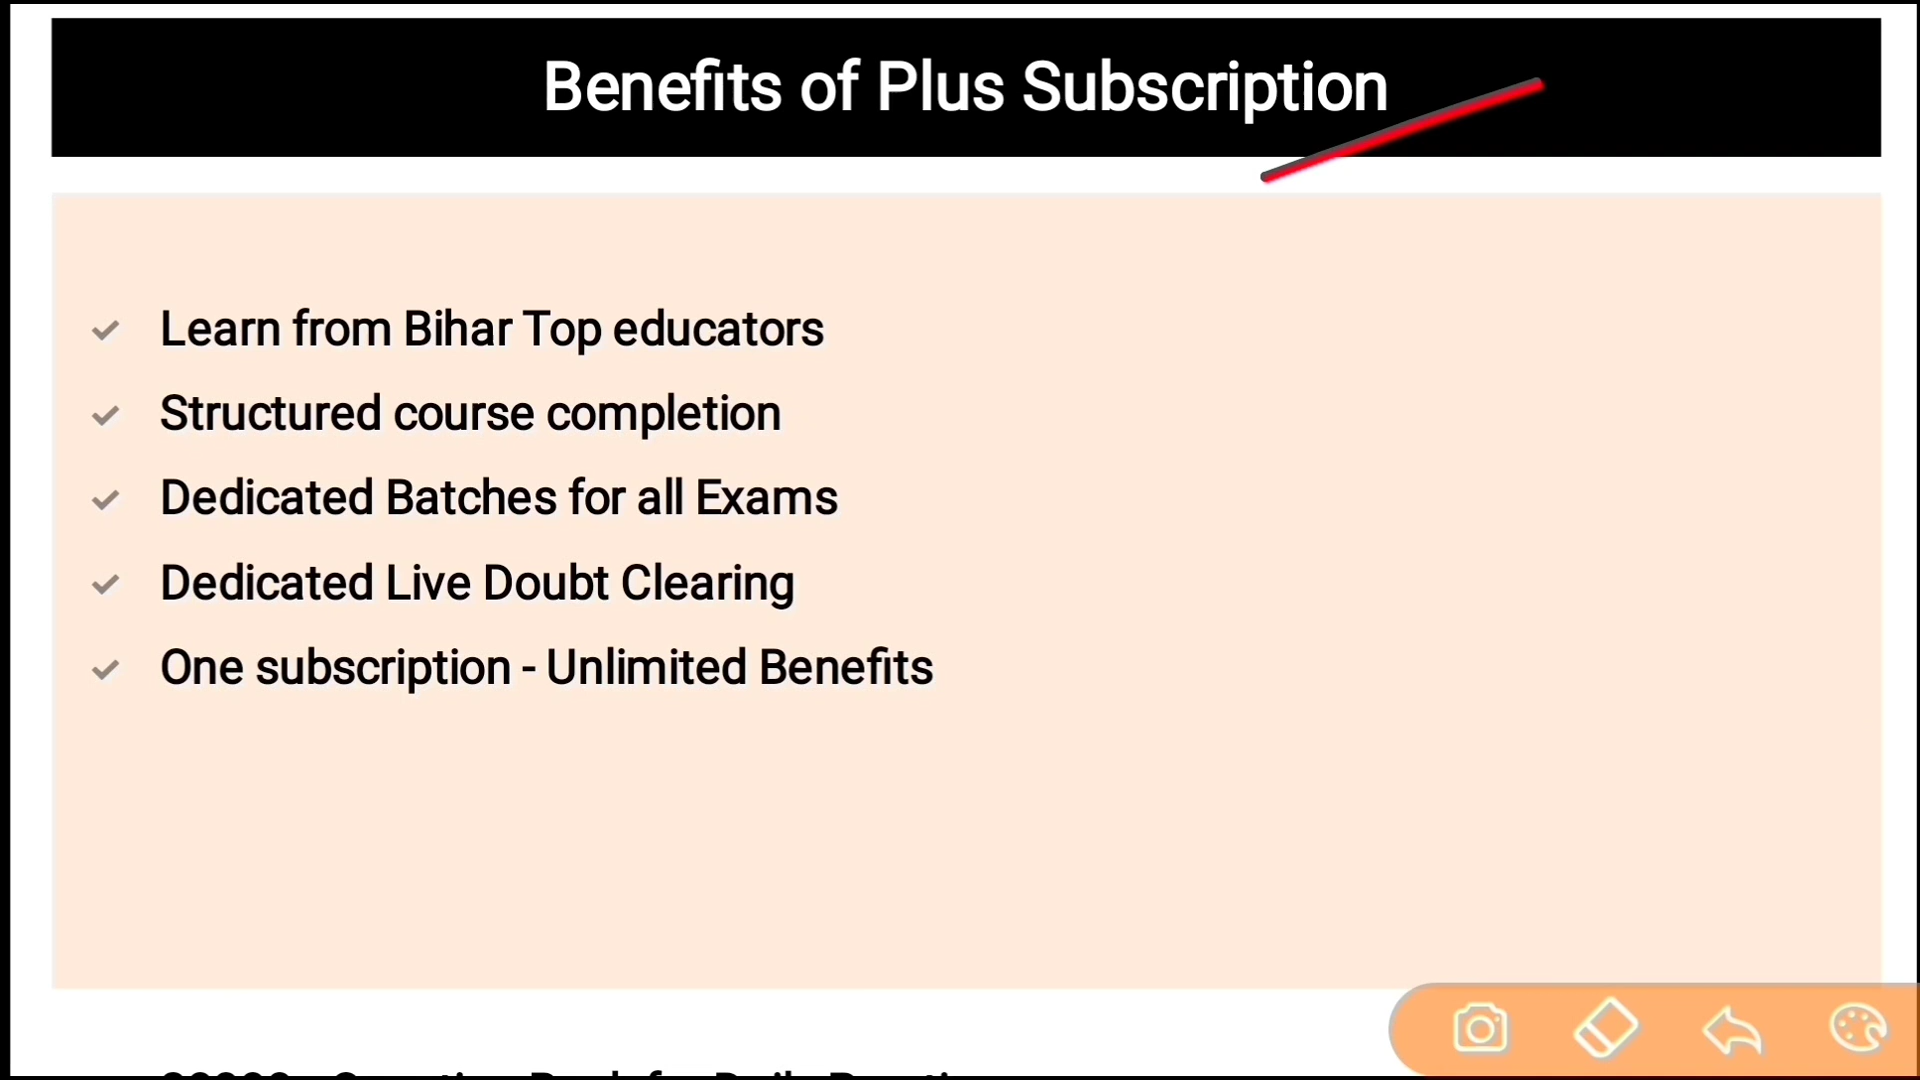 Benefits of Plus Subscription
Learn from Bihar Top educators
Structured course completion
Dedicated Batches for all Exams
Dedicated Live Doubt Clearing
One subscription - Unlimited Benefits